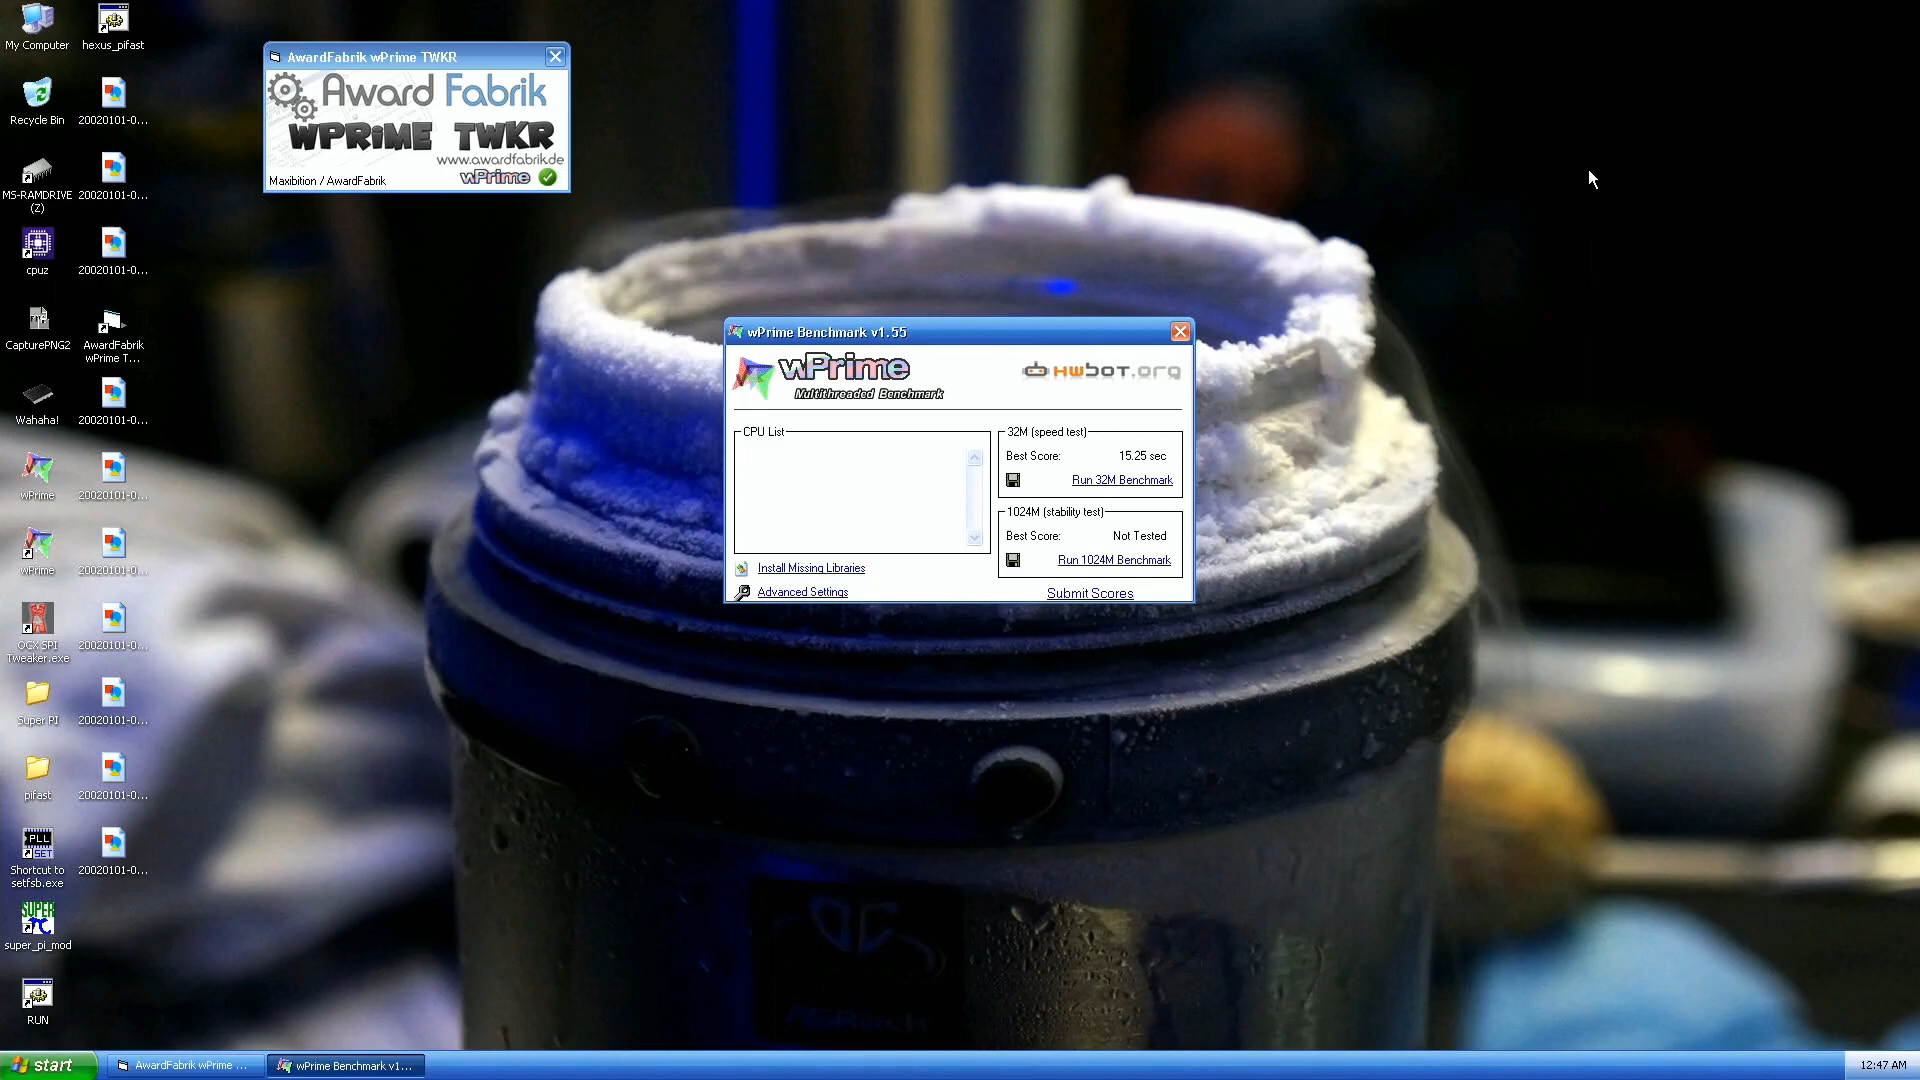 My Computer
hexus_pifast
Recycle Bin
20020101-0...
MS-RAMDRIVE
(Z)
20020101-0...
cpuz
20020101-0...
CapturePNG2
AwardFabrik
wPrime T...
Wahaha!
20020101-0...
wPrime
20020101-0...
wPrime
20020101-0...
OCX SPI
Tweaker.exe
20020101-0...
Super PI
20020101-0...
pifast
20020101-0...
PLL
SET
Shortcut to
setfsb.exe
20020101-0...
SUPER
super_pi_mod
RUN
AwardFabrik wPrime TWKR
Award Fabrik
WPRiME TWKR
www.awardfabrik.de
Maxibition / AwardFabrik
wPrime
wPrime Benchmark v1.55
wPrime
Multithreaded Benchmark
HWBOT.org
CPU List
Install Missing Libraries
Advanced Settings
32M (speed test)
Best Score: 15.25 sec
Run 32M Benchmark
1024M (stability test)
Best Score: Not Tested
Run 1024M Benchmark
Submit Scores
start
AwardFabrik wPrime ...
wPrime Benchmark v1...
12:47 AM